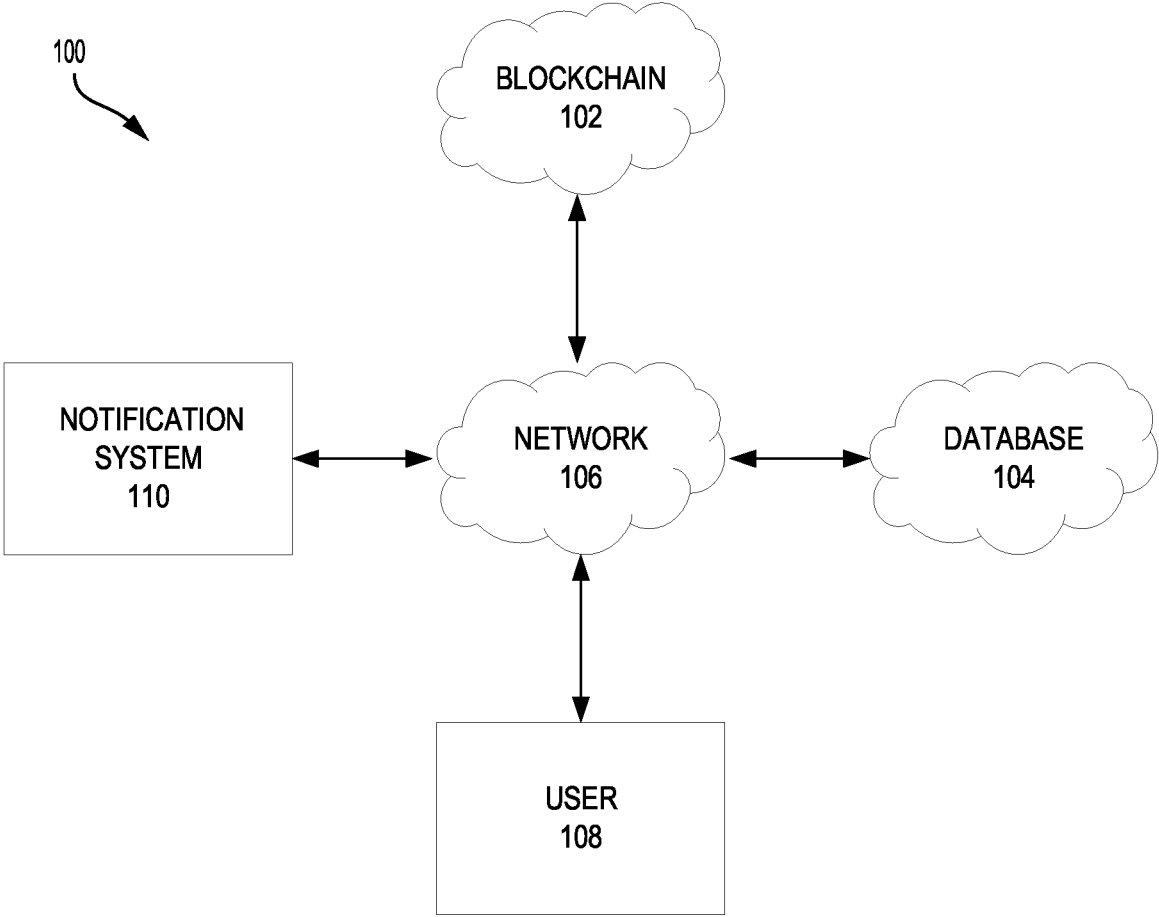 100
BLOCKCHAIN
102
NOTIFICATION
SYSTEM
110
NETWORK
106
DATABASE
104
USER
108